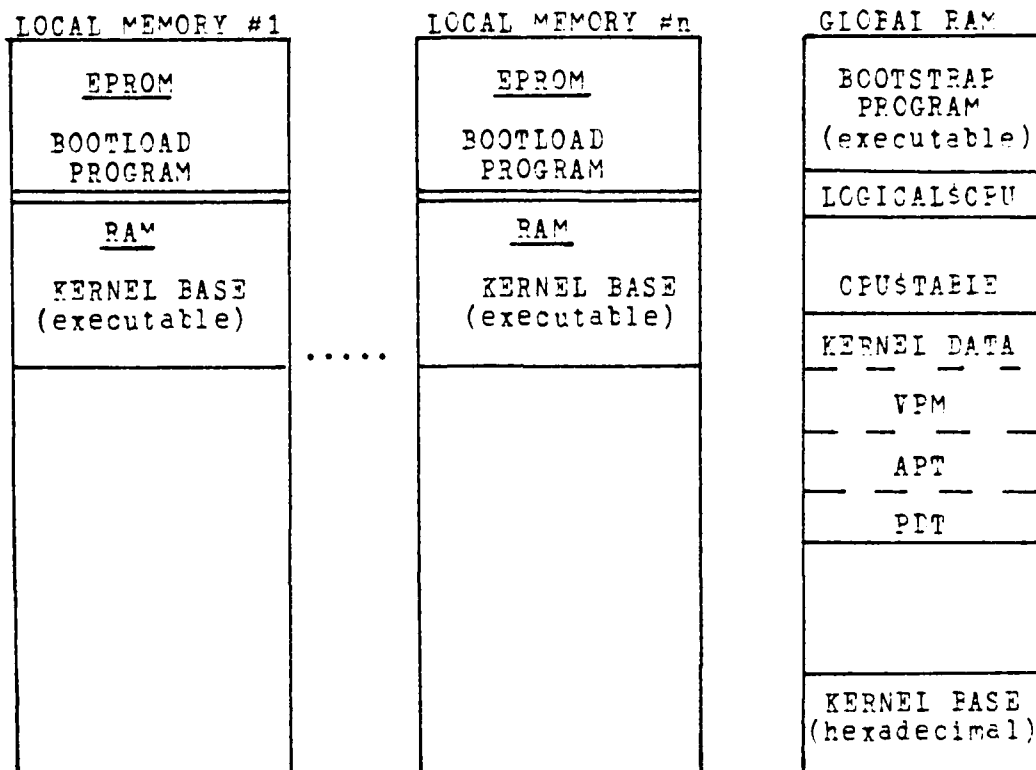 LOCAL MEMORY #1
EPROM
BOOTLOAD
PROGRAM
RAM
KERNEL BASE
(executable)
.....
LOCAL MEMORY #n
EPROM
BOOTLOAD
PROGRAM
RAM
KERNEL BASE
(executable)
GLOBAL RAM
BOOTSTRAP
PROGRAM
(executable)
LOGICAL$CPU
CPU$TABLE
KERNEL DATA
VPM
APT
PDT
KERNEL BASE
(hexadecimal)